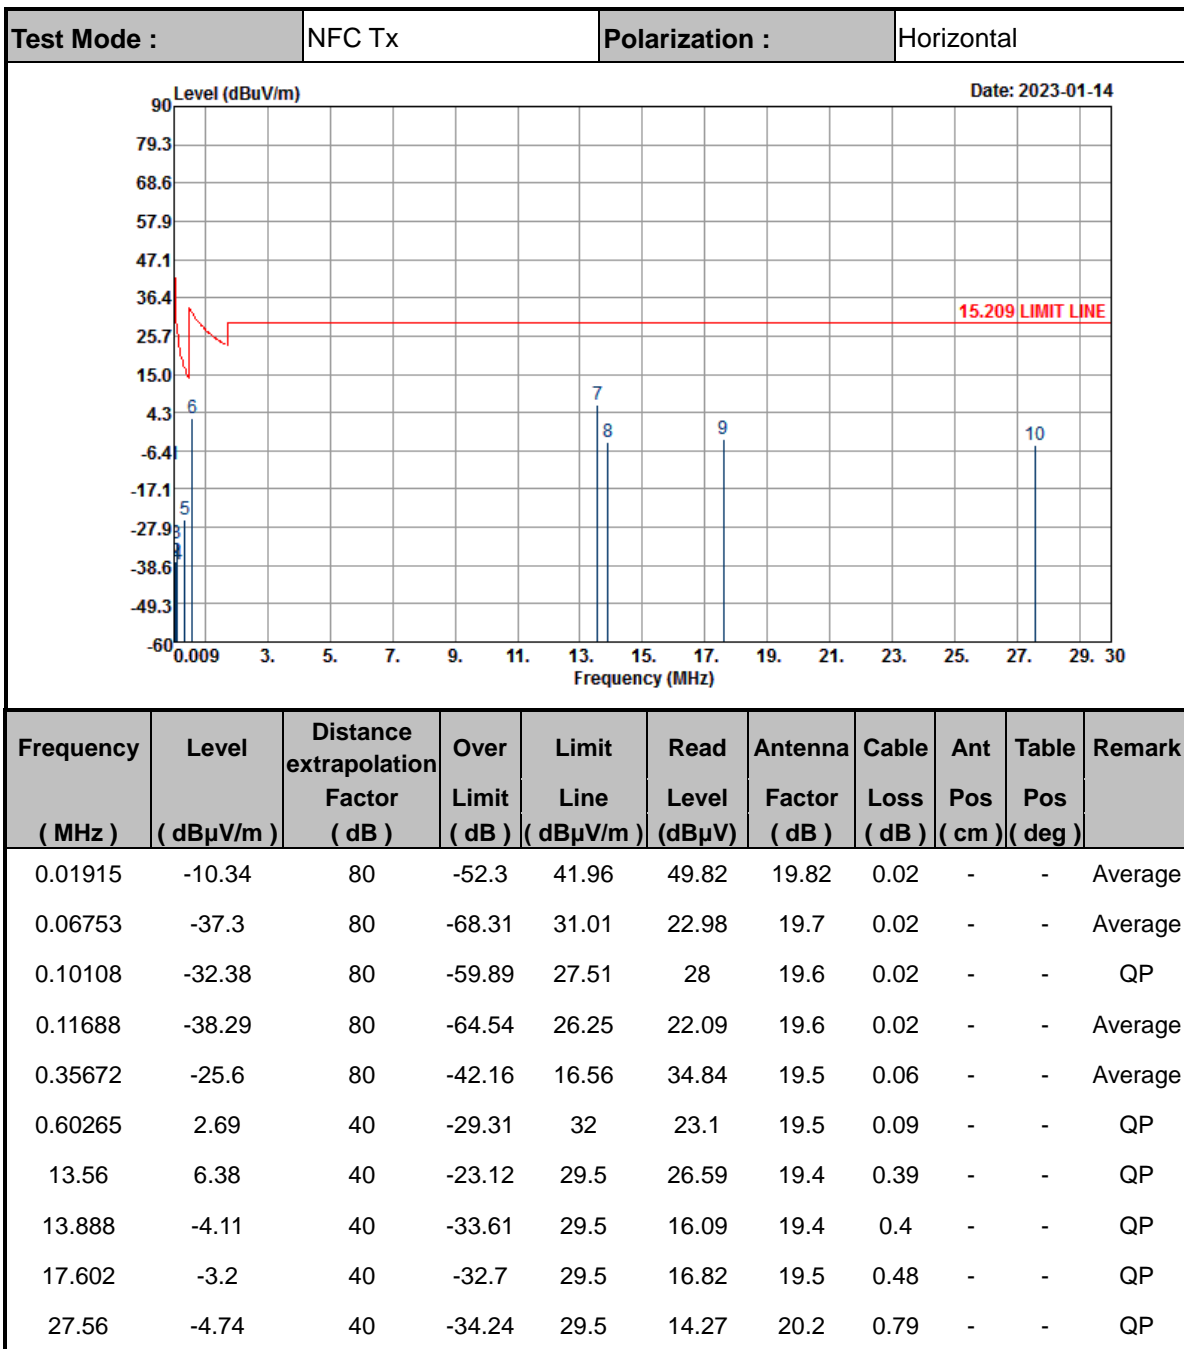 Test Mode : NFC Tx Polarization : Horizontal
Level (dBuV/m) Date: 2023-01-14
90
79.3
68.6
57.9
47.1
36.4
15.209 LIMIT LINE
25.7
15.0
4.3
-6.4
-17.1
-27.9
-38.6
-49.3
-60
6 7 8 9 10
5
3
0.009 3. 5. 7. 9. 11. 13. 15. 17. 19. 21. 23. 25. 27. 29. 30
Frequency (MHz)
Frequency Level Distance extrapolation Over Limit Read Antenna Cable Ant Table Remark
Factor Limit Line Level Factor Loss Pos Pos
( MHz ) ( dBμV/m ) ( dB ) ( dB ) ( dBμV/m ) (dBμV) ( dB ) ( dB ) ( cm ) ( deg )
0.01915 -10.34 80 -52.3 41.96 49.82 19.82 0.02 - - Average
0.06753 -37.3 80 -68.31 31.01 22.98 19.7 0.02 - - Average
0.10108 -32.38 80 -59.89 27.51 28 19.6 0.02 - - QP
0.11688 -38.29 80 -64.54 26.25 22.09 19.6 0.02 - - Average
0.35672 -25.6 80 -42.16 16.56 34.84 19.5 0.06 - - Average
0.60265 2.69 40 -29.31 32 23.1 19.5 0.09 - - QP
13.56 6.38 40 -23.12 29.5 26.59 19.4 0.39 - - QP
13.888 -4.11 40 -33.61 29.5 16.09 19.4 0.4 - - QP
17.602 -3.2 40 -32.7 29.5 16.82 19.5 0.48 - - QP
27.56 -4.74 40 -34.24 29.5 14.27 20.2 0.79 - - QP